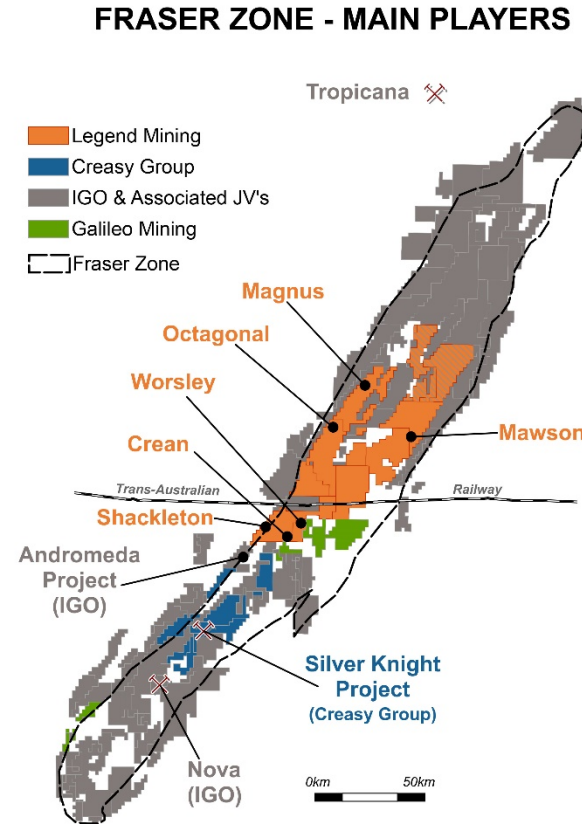 FRASER ZONE - MAIN PLAYERS
Tropicana
Legend Mining
Creasy Group
IGO & Associated JV's
Galileo Mining
Fraser Zone
Magnus
Octagonal
Worsley
Crean
Mawson
Trans-Australian
Railway
Shackleton
Andromeda
Project
(IGO)
Silver Knight
Project
(Creasy Group)
Nova
(IGO)
0km
50km